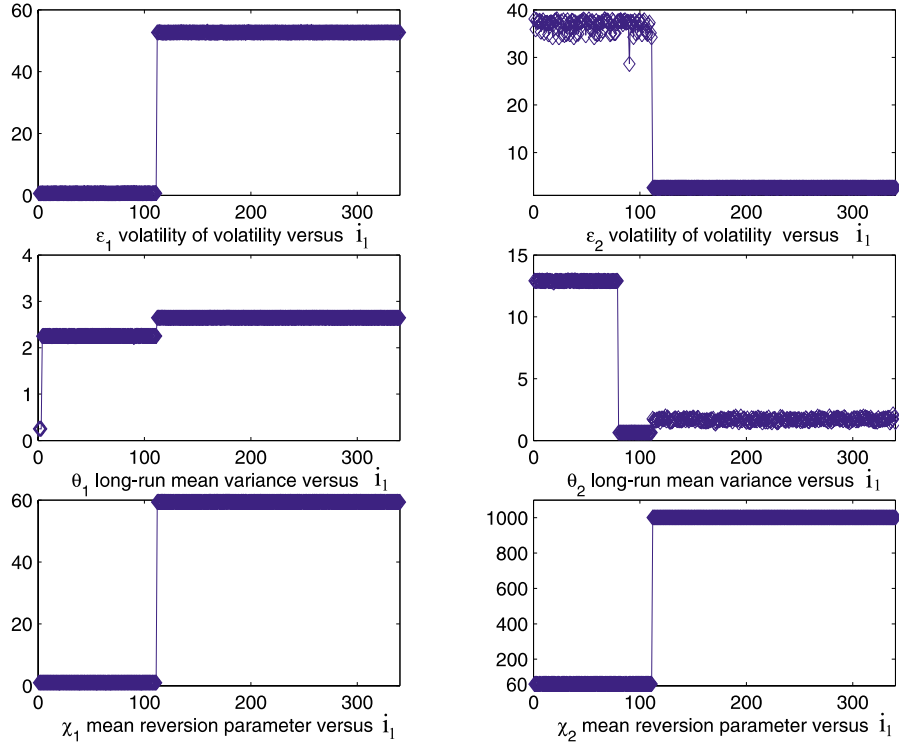 60
40
20
0
0 100 200 300
ε1 volatility of volatility versus i1
40
30
20
10
0 100 200 300
ε2 volatility of volatility versus i1
4
3
2
1
0
0 100 200 300
θ1 long-run mean variance versus i1
15
10
5
0
0 100 200 300
θ2 long-run mean variance versus i1
60
40
20
0
0 100 200 300
χ1 mean reversion parameter versus i1
1000
800
600
400
200
60
0 100 200 300
χ2 mean reversion parameter versus i1